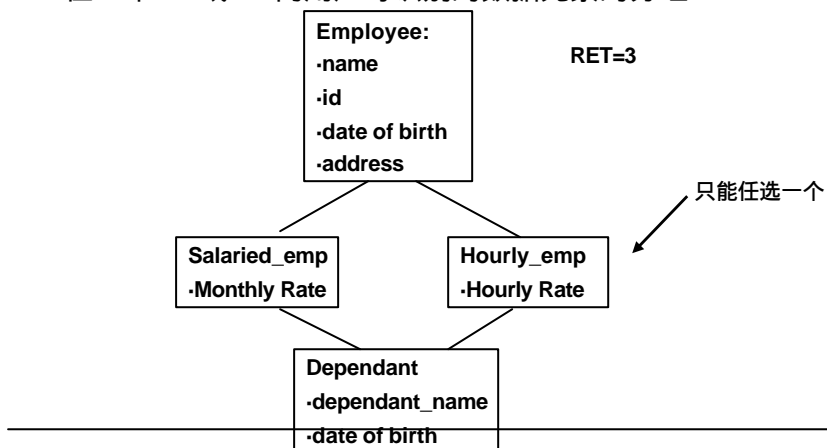 Employee:
·name
·id
·date of birth
·address
RET=3
只能任选一个
Salaried_emp
·Monthly Rate
Hourly_emp
·Hourly Rate
Dependant
·dependant_name
·date of birth